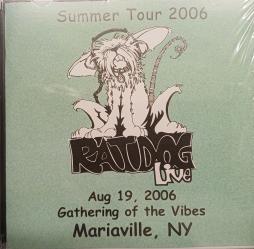 Summer Tour 2006
RATDOG
Live
Aug 19, 2006
Gathering of the Vibes
Mariaville, NY